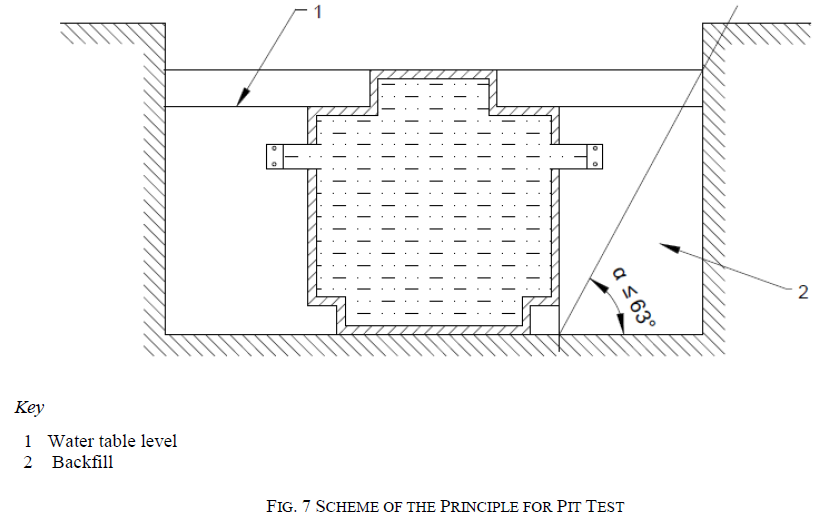 1
α ≤ 63°
2
Key
1 Water table level
2 Backfill
FIG. 7 SCHEME OF THE PRINCIPLE FOR PIT TEST